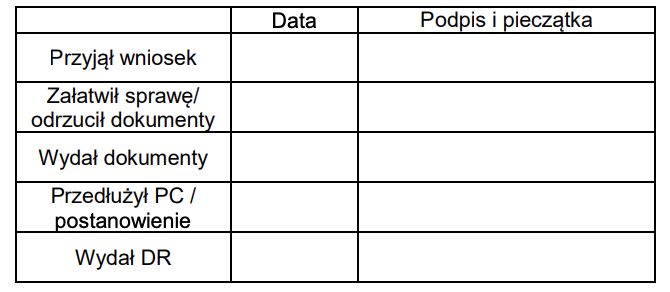 Data Podpis i pieczątka
Przyjął wniosek
Załatwił sprawę/
odrzucił dokumenty
Wydał dokumenty
Przedłużył PC /
postanowienie
Wydał DR